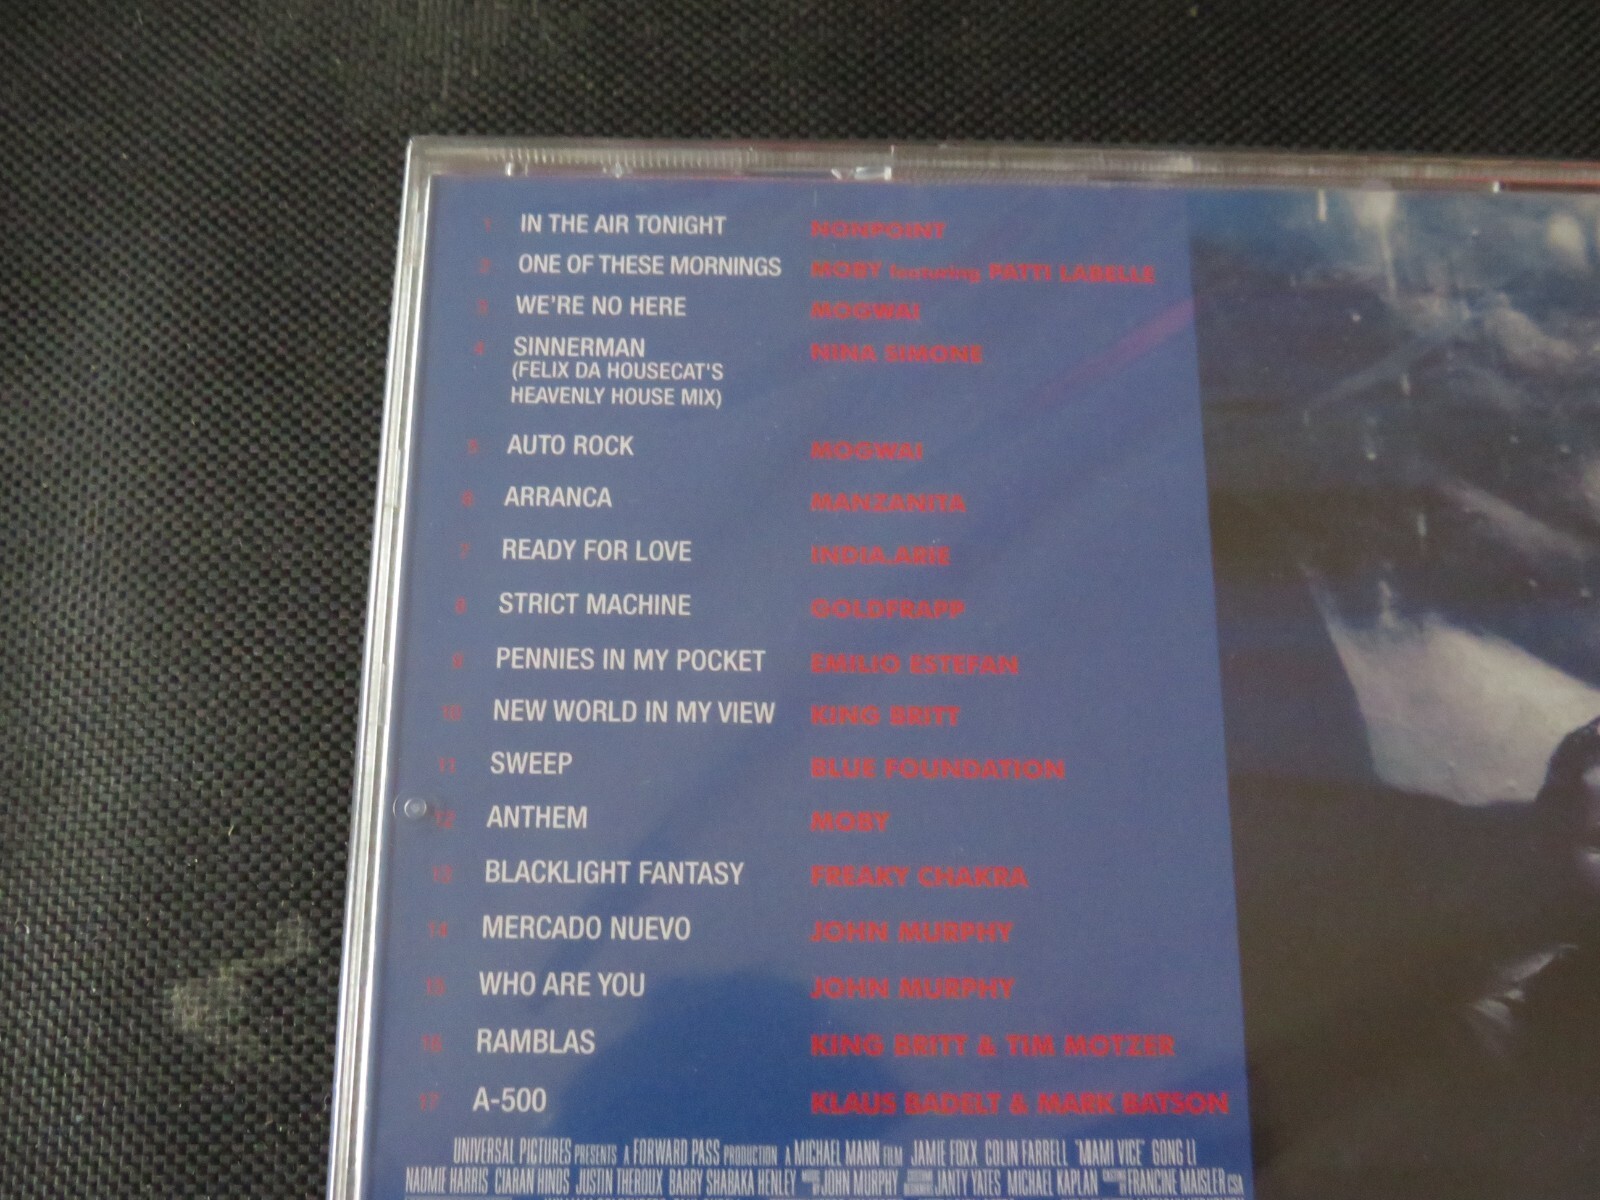 1 IN THE AIR TONIGHT NONPOINT
2 ONE OF THESE MORNINGS MOBY featuring PATTI LABELLE
3 WE'RE NO HERE MOGWAI
4 SINNERMAN NINA SIMONE
(FELIX DA HOUSECAT'S
HEAVENLY HOUSE MIX)
5 AUTO ROCK MOGWAI
6 ARRANCA MANZANITA
7 READY FOR LOVE INDIA.ARIE
8 STRICT MACHINE GOLDFRAPP
9 PENNIES IN MY POCKET EMILIO ESTEFAN
10 NEW WORLD IN MY VIEW KING BRITT
11 SWEEP BLUE FOUNDATION
12 ANTHEM MOBY
13 BLACKLIGHT FANTASY FREAKY CHAKRA
14 MERCADO NUEVO JOHN MURPHY
15 WHO ARE YOU JOHN MURPHY
16 RAMBLAS KING BRITT & TIM MOTZER
17 A-500 KLAUS BADELT & MARK BATSON
UNIVERSAL PICTURES PRESENTS A FORWARD PASS PRODUCTION A MICHAEL MANN FILM JAMIE FOXX COLIN FARRELL "MIAMI VICE" GONG LI
NAOMIE HARRIS CIARÁN HINDS JUSTIN THEROUX BARRY SHABAKA HENLEY MUSIC BY JOHN MURPHY JANTY YATES MICHAEL KAPLAN FRANCINE MAISLER CSA